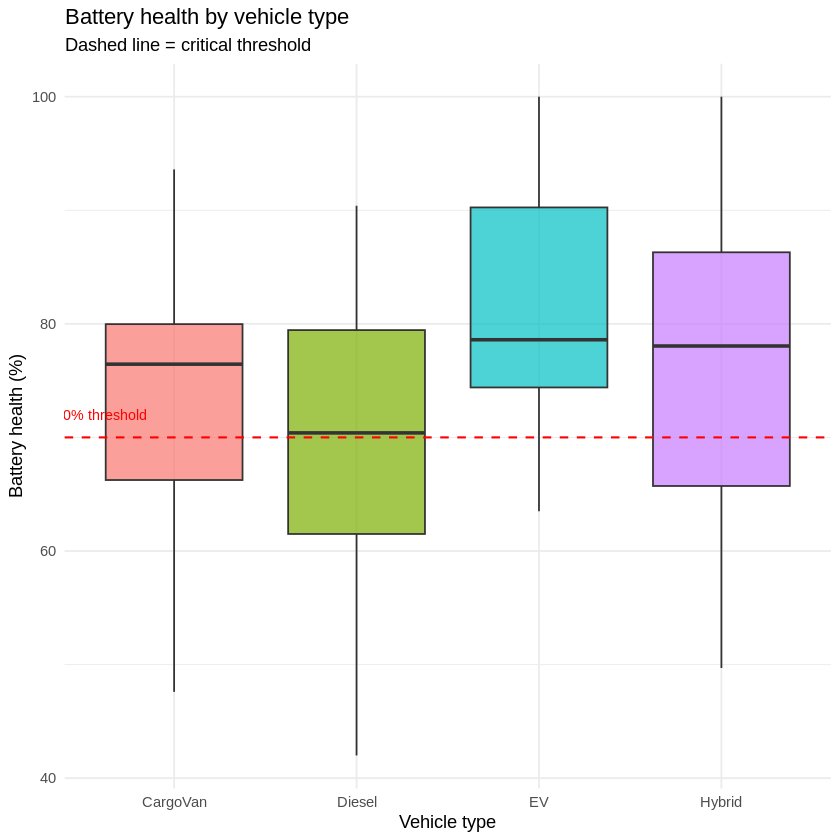 Battery health by vehicle type
Dashed line = critical threshold
100
80
60
40
Battery health (%)
0% threshold
CargoVan
Diesel
EV
Hybrid
Vehicle type